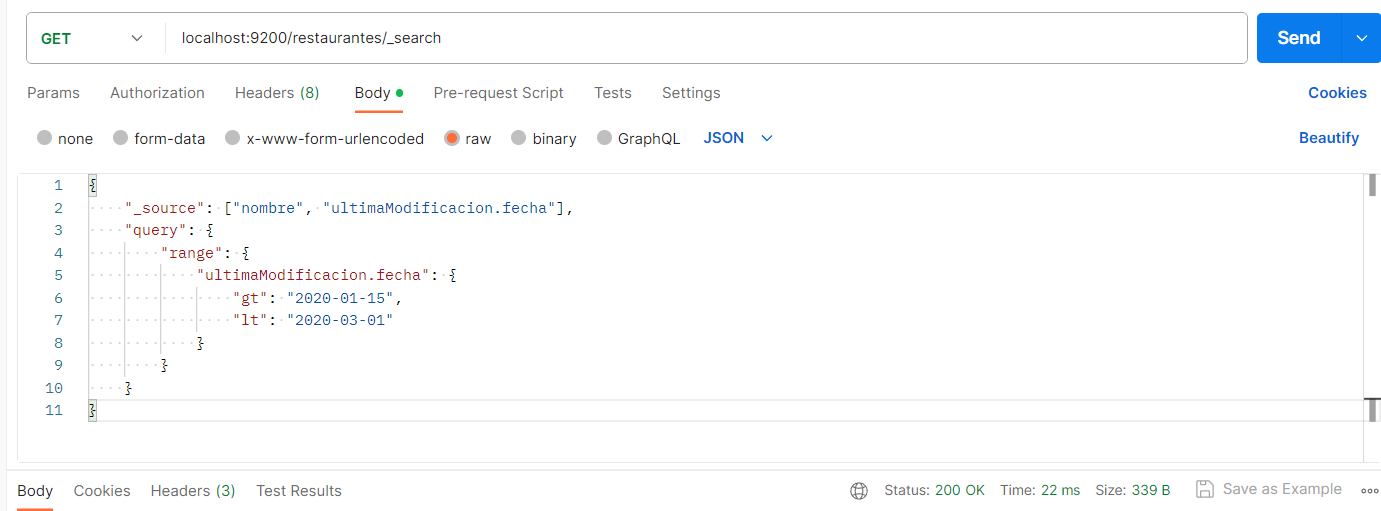 GET localhost:9200/restaurantes/_search Send
Params Authorization Headers (8) Body Pre-request Script Tests Settings Cookies
none form-data x-www-form-urlencoded raw binary GraphQL JSON Beautify
1 {
2 "_source": ["nombre", "ultimaModificacion.fecha"],
3 "query": {
4 "range": {
5 "ultimaModificacion.fecha": {
6 "gt": "2020-01-15",
7 "lt": "2020-03-01"
8 }
9 }
10 }
11 }
Body Cookies Headers (3) Test Results Status: 200 OK Time: 22 ms Size: 339 B Save as Example